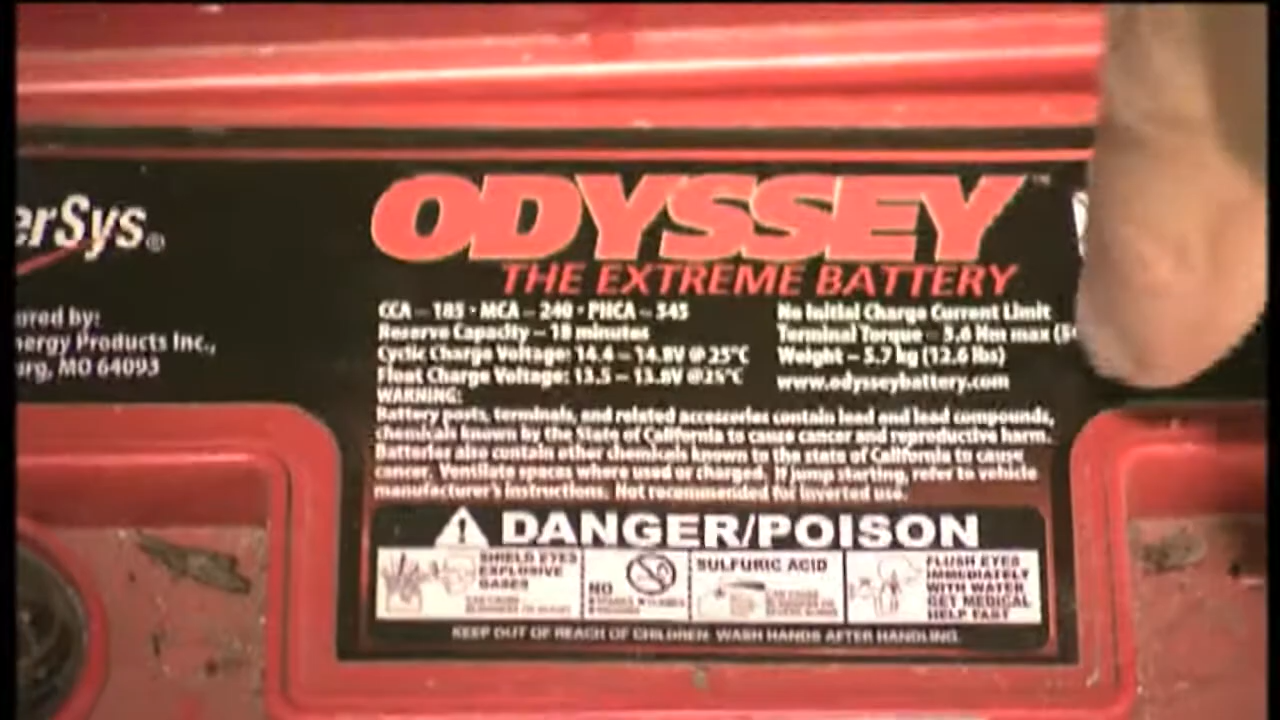 erSys®
ured by:
nergy Products Inc.,
urg, MO 64093
ODYSSEY™
THE EXTREME BATTERY
CCA – 185 • MCA – 240 • PHCA – 545
Reserve Capacity – 18 minutes
Cyclic Charge Voltage: 14.4 – 14.8V @ 25°C
Float Charge Voltage: 13.5 – 13.8V @25°C
No Initial Charge Current Limit
Terminal Torque – 5.6 Nm max (5
Weight – 5.7 kg (12.6 lbs)
www.odysseybattery.com
WARNING:
Battery posts, terminals, and related accessories contain lead and lead compounds,
chemicals known by the State of California to cause cancer and reproductive harm.
Batteries also contain other chemicals known to the state of California to cause
cancer. Ventilate spaces where used or charged. If jump starting, refer to vehicle
manufacturer's instructions. Not recommended for inverted use.
DANGER/POISON
SHIELD EYES
EXPLOSIVE
GASES
NO
SULFURIC ACID
FLUSH EYES
IMMEDIATELY
WITH WATER
GET MEDICAL
HELP FAST
KEEP OUT OF REACH OF CHILDREN. WASH HANDS AFTER HANDLING.